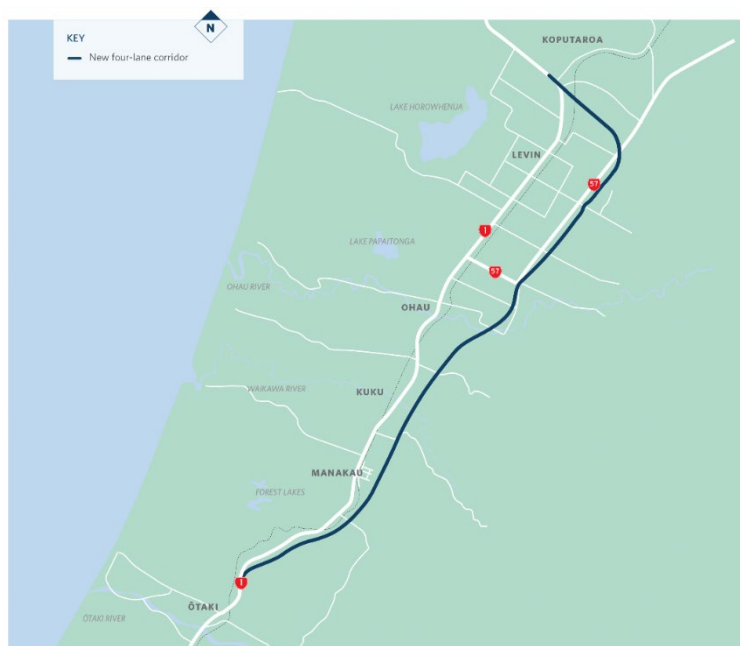 N
KEY
New four-lane corridor
KOPUTAROA
LAKE HOROWHENUA
LEVIN
57
1
LAKE PAPAITONGA
57
OHAU RIVER
OHAU
WAIKAWA RIVER
KUKU
MANAKAU
FOREST LAKES
1
ŌTAKI
ŌTAKI RIVER